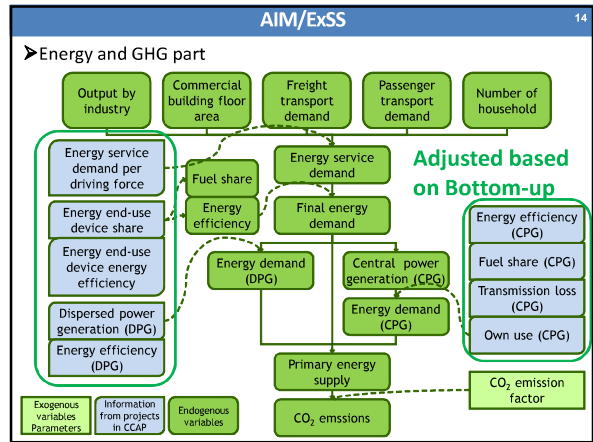 AIM/ExSS
14
➢Energy and GHG part
Output by
industry
Commercial
building floor
area
Freight
transport
demand
Passenger
transport
demand
Number of
household
Energy service
demand per
driving force
Energy end-use
device share
Energy end-use
device energy
efficiency
Dispersed power
generation (DPG)
Energy efficiency
(DPG)
Fuel share
Energy
efficiency
Energy service
demand
Final energy
demand
Energy demand
(DPG)
Central power
generation (CPG)
Energy demand
(CPG)
Primary energy
supply
CO2 emssions
Adjusted based
on Bottom-up
Energy efficiency
(CPG)
Fuel share (CPG)
Transmission loss
(CPG)
Own use (CPG)
CO2 emission
factor
Exogenous
variables
Parameters
Information
from projects
in CCAP
Endogenous
variables